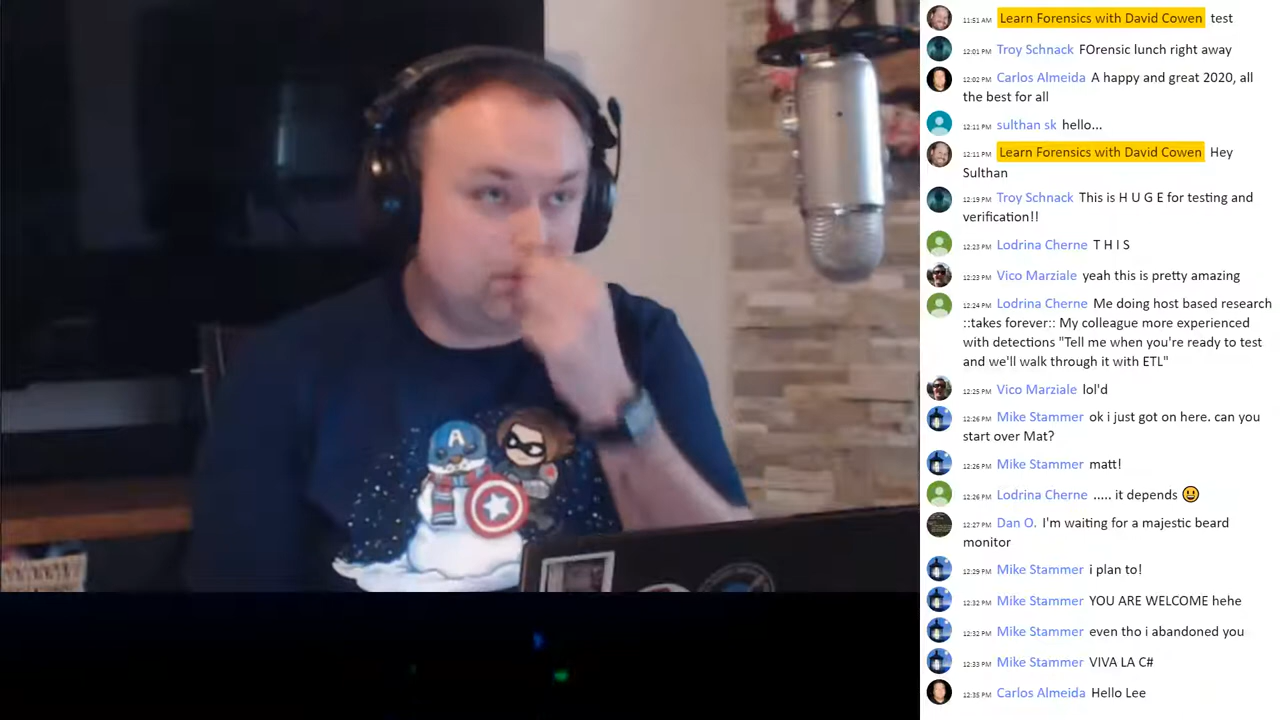 A
11:51 AM Learn Forensics with David Cowen test
12:01 PM Troy Schnack FOrensic lunch right away
12:02 PM Carlos Almeida A happy and great 2020, all
the best for all
12:11 PM sulthan sk hello...
12:11 PM Learn Forensics with David Cowen Hey
Sulthan
12:19 PM Troy Schnack This is H U G E for testing and
verification!!
12:23 PM Lodrina Cherne T H I S
12:23 PM Vico Marziale yeah this is pretty amazing
12:24 PM Lodrina Cherne Me doing host based research
::takes forever:: My colleague more experienced
with detections "Tell me when you're ready to test
and we'll walk through it with ETL"
12:25 PM Vico Marziale lol'd
12:26 PM Mike Stammer ok i just got on here. can you
start over Mat?
12:26 PM Mike Stammer matt!
12:26 PM Lodrina Cherne ..... it depends 😀
12:27 PM Dan O. I'm waiting for a majestic beard
monitor
12:29 PM Mike Stammer i plan to!
12:32 PM Mike Stammer YOU ARE WELCOME hehe
12:32 PM Mike Stammer even tho i abandoned you
12:33 PM Mike Stammer VIVA LA C#
12:35 PM Carlos Almeida Hello Lee